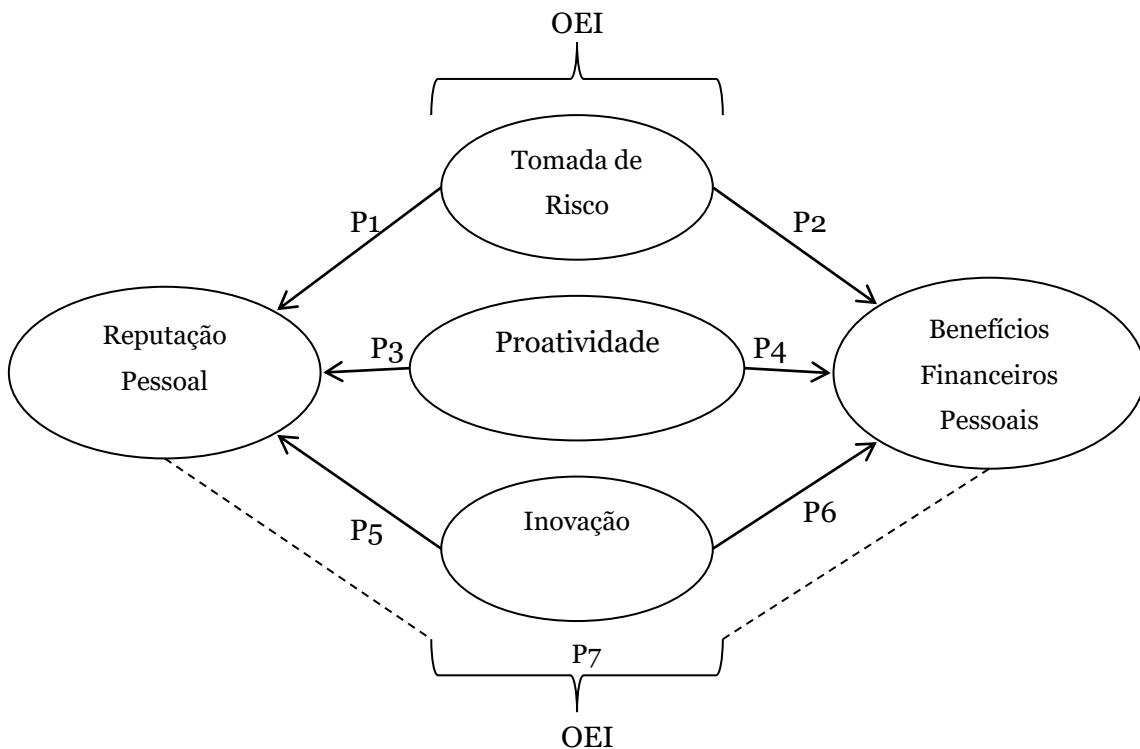 OEI
Tomada de
Risco
P1
P2
Reputação
Pessoal
P3
Proatividade
P4
Benefícios
Financeiros
Pessoais
P5
Inovação
P6
P7
OEI